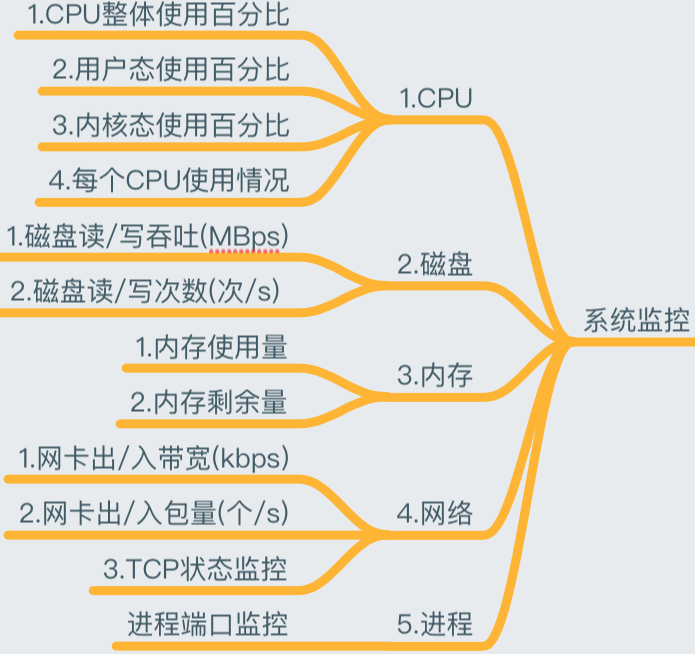 系统监控
1.CPU
1.CPU整体使用百分比
2.用户态使用百分比
3.内核态使用百分比
4.每个CPU使用情况
2.磁盘
1.磁盘读/写吞吐(MBps)
2.磁盘读/写次数(次/s)
3.内存
1.内存使用量
2.内存剩余量
4.网络
1.网卡出/入带宽(kbps)
2.网卡出/入包量(个/s)
3.TCP状态监控
5.进程
进程端口监控